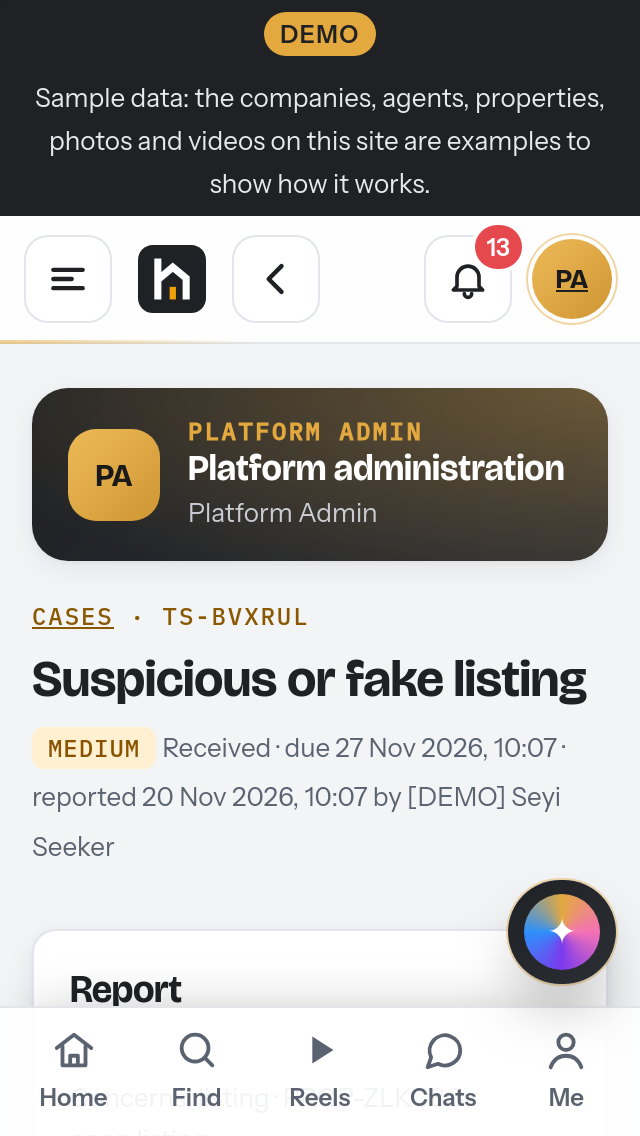 DEMO
Sample data: the companies, agents, properties,
photos and videos on this site are examples to
show how it works.
13
PA
PLATFORM ADMIN
PA
Platform administration
Platform Admin
CASES · TS-BVXRUL
Suspicious or fake listing
MEDIUM Received · due 27 Nov 2026, 10:07 ·
reported 20 Nov 2026, 10:07 by [DEMO] Seyi
Seeker
Report
Home Find Reels Chats Me